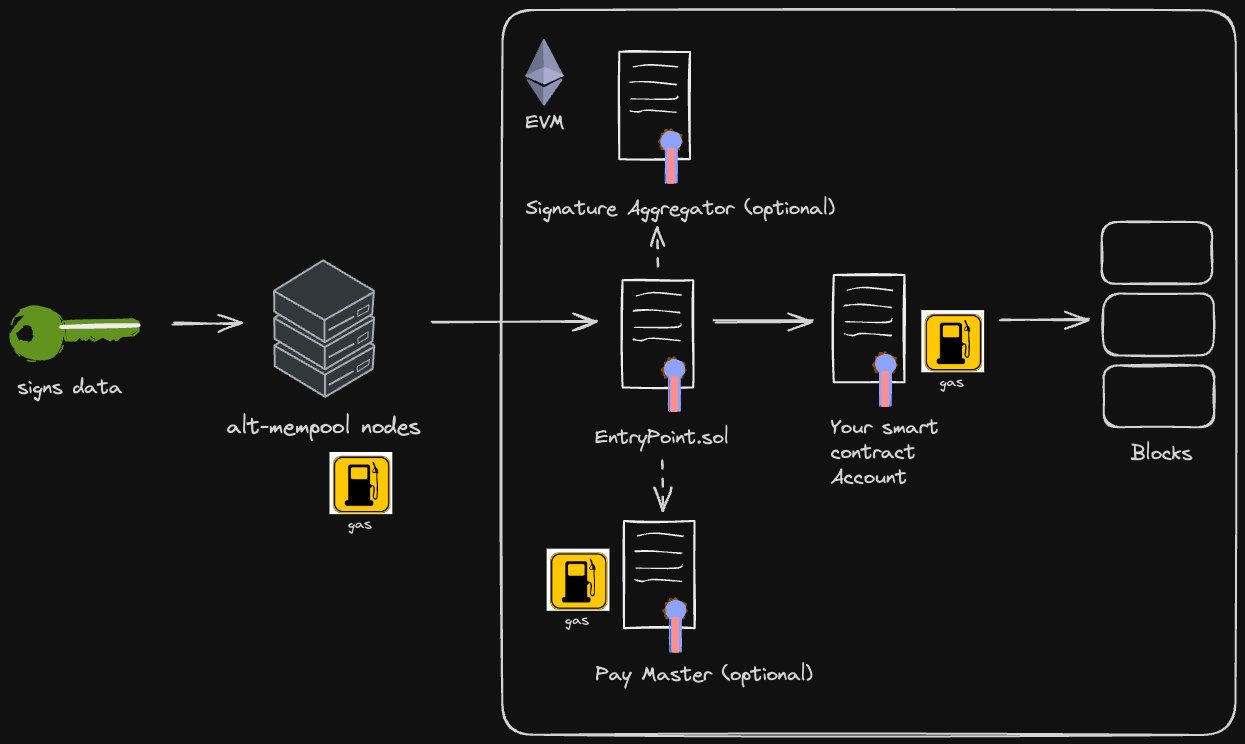 EVM
Signature Aggregator (optional)
signs data
alt-mempool nodes
gas
EntryPoint.sol
Your smart
contract
Account
gas
Blocks
gas
Pay Master (optional)